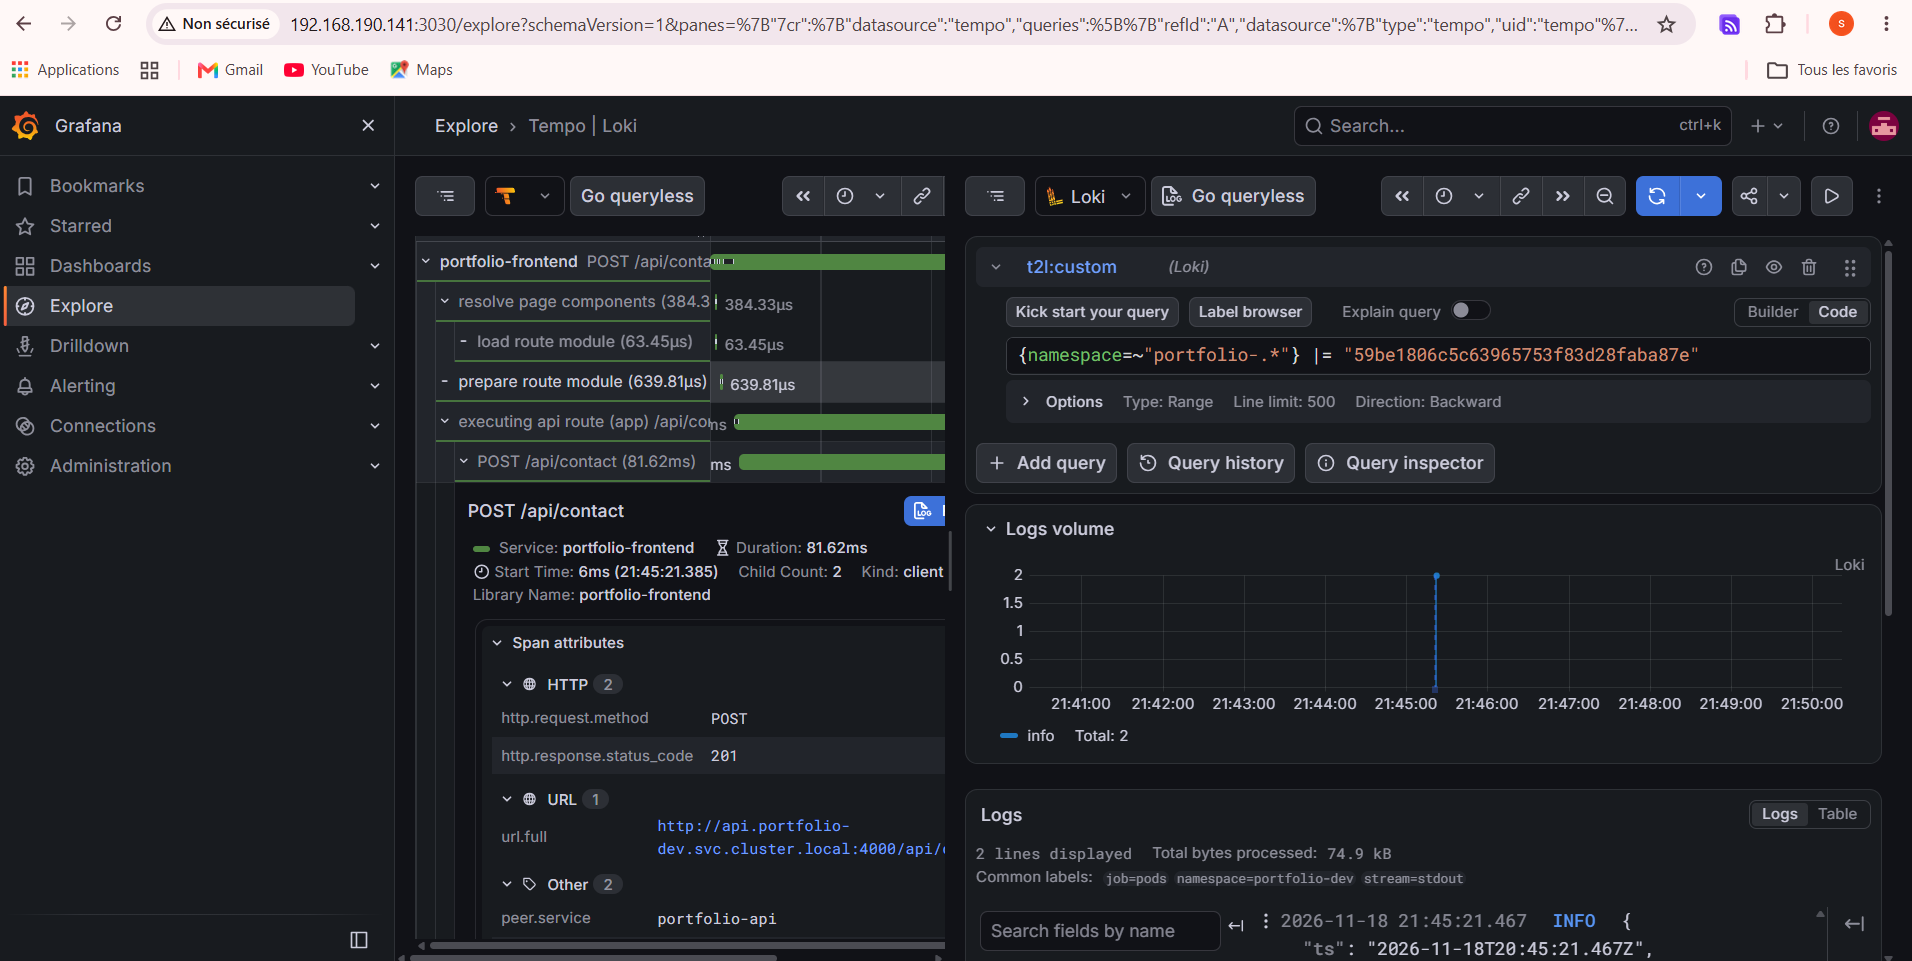 Non sécurisé 192.168.190.141:3030/explore?schemaVersion=1&panes=%7B"7cr":%7B"datasource":"tempo","queries":%5B%7B"refId":"A","datasource":%7B"type":"tempo","uid":"tempo"%7... S
Applications Gmail YouTube Maps Tous les favoris
Grafana
Explore › Tempo | Loki
Search... ctrl+k
Bookmarks
Starred
Dashboards
Explore
Drilldown
Alerting
Connections
Administration
Go queryless
portfolio-frontend POST /api/conta
resolve page components (384.3 384.33μs
load route module (63.45μs) 63.45μs
prepare route module (639.81μs) 639.81μs
executing api route (app) /api/co ms
POST /api/contact (81.62ms) ms
POST /api/contact
LOG
Service: portfolio-frontend Duration: 81.62ms
Start Time: 6ms (21:45:21.385) Child Count: 2 Kind: client
Library Name: portfolio-frontend
Span attributes
HTTP 2
http.request.method POST
http.response.status_code 201
URL 1
url.full http://api.portfolio-
dev.svc.cluster.local:4000/api/
Other 2
peer.service portfolio-api
Loki LOG Go queryless
t2l:custom (Loki)
Kick start your query Label browser Explain query Builder Code
{namespace=~"portfolio-.*"} |= "59be1806c5c63965753f83d28faba87e"
Options Type: Range Line limit: 500 Direction: Backward
+ Add query Query history Query inspector
Logs volume
Loki
2
1.5
1
0.5
0
21:41:00 21:42:00 21:43:00 21:44:00 21:45:00 21:46:00 21:47:00 21:48:00 21:49:00 21:50:00
info Total: 2
Logs Logs Table
2 lines displayed Total bytes processed: 74.9 kB
Common labels: job=pods namespace=portfolio-dev stream=stdout
Search fields by name
2026-11-18 21:45:21.467 INFO {
"ts": "2026-11-18T20:45:21.467Z",